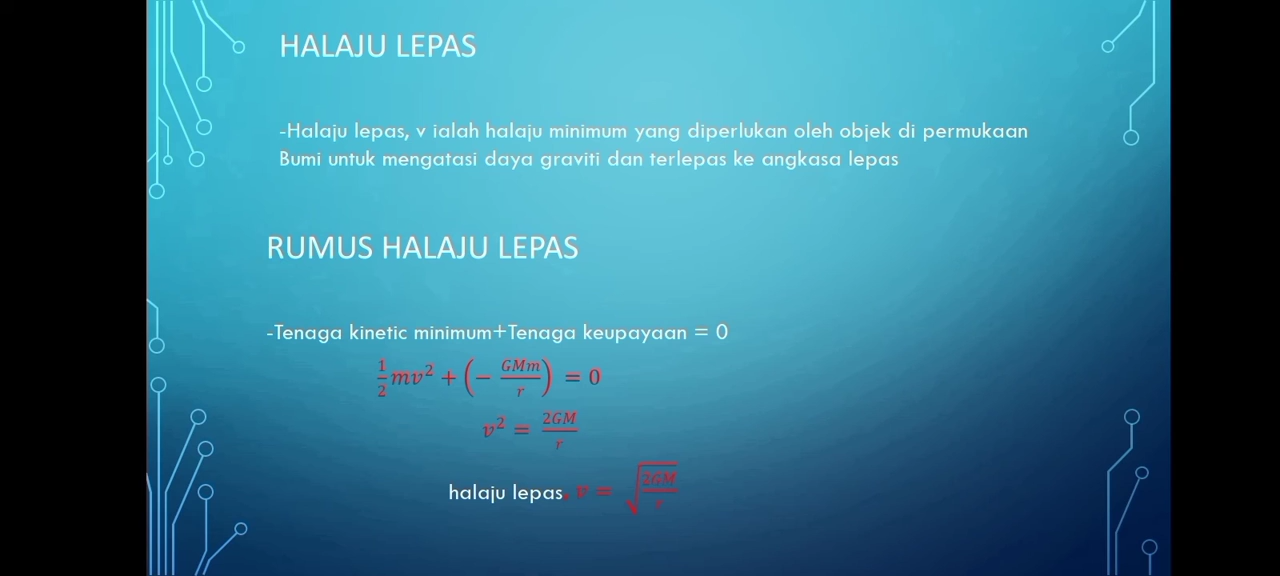 HALAJU LEPAS
-Halaju lepas, v ialah halaju minimum yang diperlukan oleh objek di permukaan
Bumi untuk mengatasi daya graviti dan terlepas ke angkasa lepas
RUMUS HALAJU LEPAS
-Tenaga kinetic minimum+Tenaga keupayaan = 0
1/2 mv² + (− GMm/r) = 0
v² = 2GM/r
halaju lepas, v = √(2GM/r)